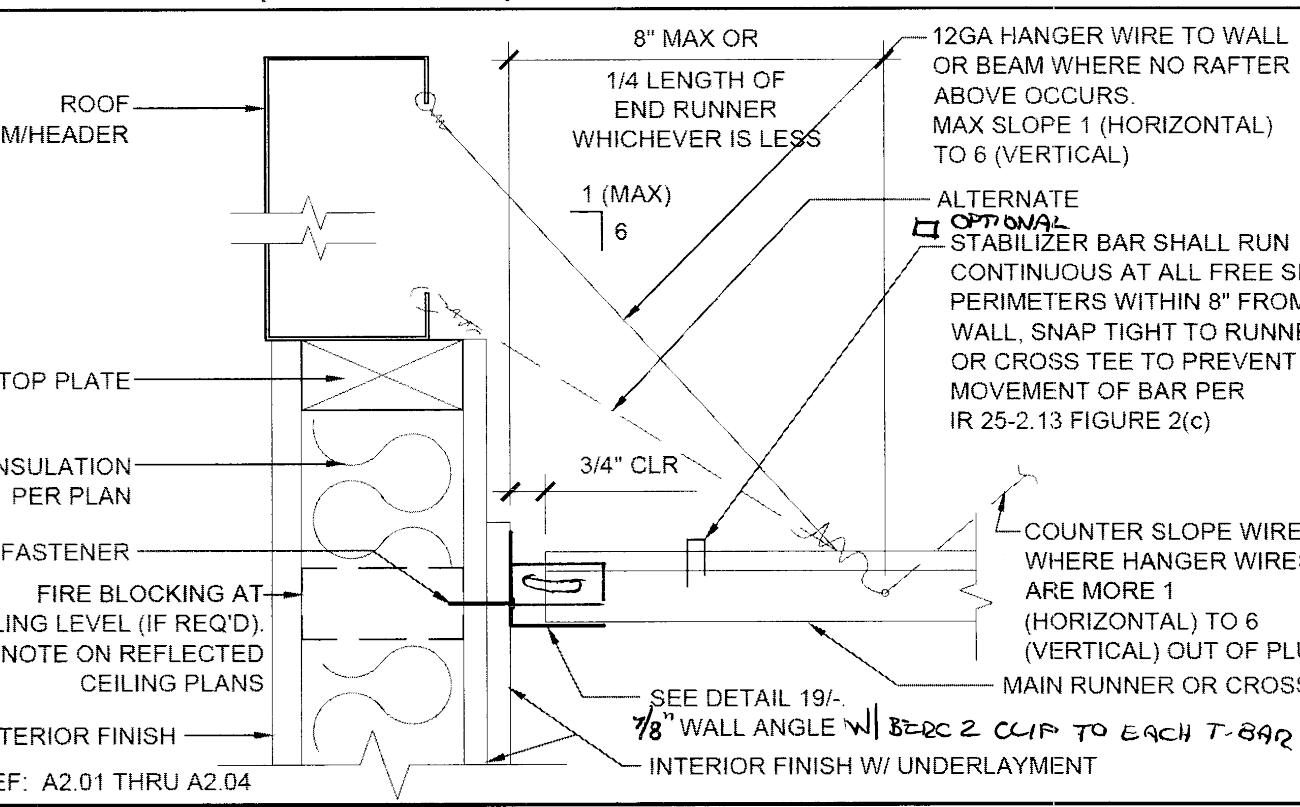 ROOF
M/HEADER
8" MAX OR
1/4 LENGTH OF
END RUNNER
WHICHEVER IS LESS
1 (MAX)
6
12GA HANGER WIRE TO WALL
OR BEAM WHERE NO RAFTER
ABOVE OCCURS.
MAX SLOPE 1 (HORIZONTAL)
TO 6 (VERTICAL)
ALTERNATE
OPTIONAL
STABILIZER BAR SHALL RUN
CONTINUOUS AT ALL FREE
PERIMETERS WITHIN 8" FROM
WALL, SNAP TIGHT TO RUNNE
OR CROSS TEE TO PREVENT
MOVEMENT OF BAR PER
IR 25-2.13 FIGURE 2(c)
TOP PLATE
NSULATION
PER PLAN
3/4" CLR
FASTENER
FIRE BLOCKING AT
LING LEVEL (IF REQ'D).
NOTE ON REFLECTED
CEILING PLANS
COUNTER SLOPE WIRE
WHERE HANGER WIRES
ARE MORE 1
(HORIZONTAL) TO 6
(VERTICAL) OUT OF PLU
MAIN RUNNER OR CROSS
SEE DETAIL 19/-.
7/8" WALL ANGLE W/ BERC 2 CLIP TO EACH T-BAR
TERIOR FINISH
INTERIOR FINISH W/ UNDERLAYMENT
EF: A2.01 THRU A2.04